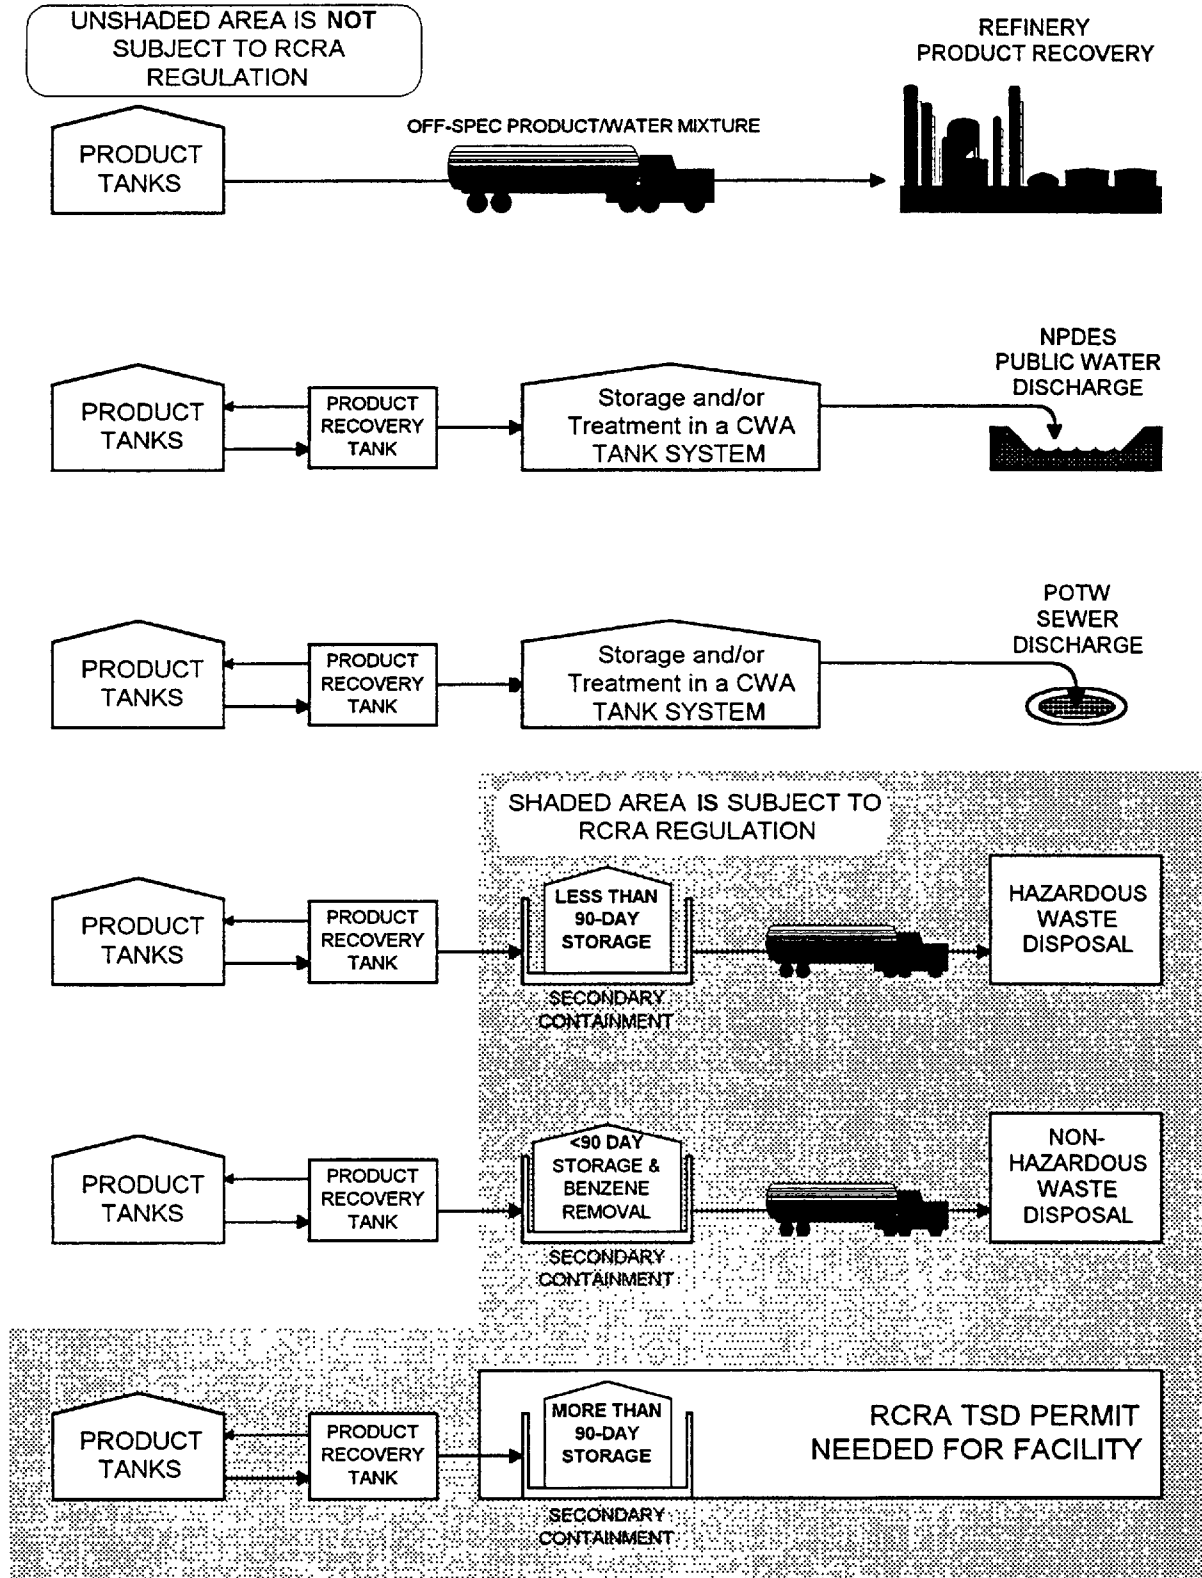 UNSHADED AREA IS NOT
SUBJECT TO RCRA
REGULATION
REFINERY
PRODUCT RECOVERY
OFF-SPEC PRODUCT/WATER MIXTURE
PRODUCT
TANKS
NPDES
PUBLIC WATER
DISCHARGE
PRODUCT
TANKS
PRODUCT
RECOVERY
TANK
Storage and/or
Treatment in a CWA
TANK SYSTEM
POTW
SEWER
DISCHARGE
PRODUCT
TANKS
PRODUCT
RECOVERY
TANK
Storage and/or
Treatment in a CWA
TANK SYSTEM
SHADED AREA IS SUBJECT TO
RCRA REGULATION
PRODUCT
TANKS
PRODUCT
RECOVERY
TANK
LESS THAN
90-DAY
STORAGE
SECONDARY
CONTAINMENT
HAZARDOUS
WASTE
DISPOSAL
PRODUCT
TANKS
PRODUCT
RECOVERY
TANK
<90 DAY
STORAGE &
BENZENE
REMOVAL
SECONDARY
CONTAINMENT
NON-
HAZARDOUS
WASTE
DISPOSAL
PRODUCT
TANKS
PRODUCT
RECOVERY
TANK
MORE THAN
90-DAY
STORAGE
SECONDARY
CONTAINMENT
RCRA TSD PERMIT
NEEDED FOR FACILITY